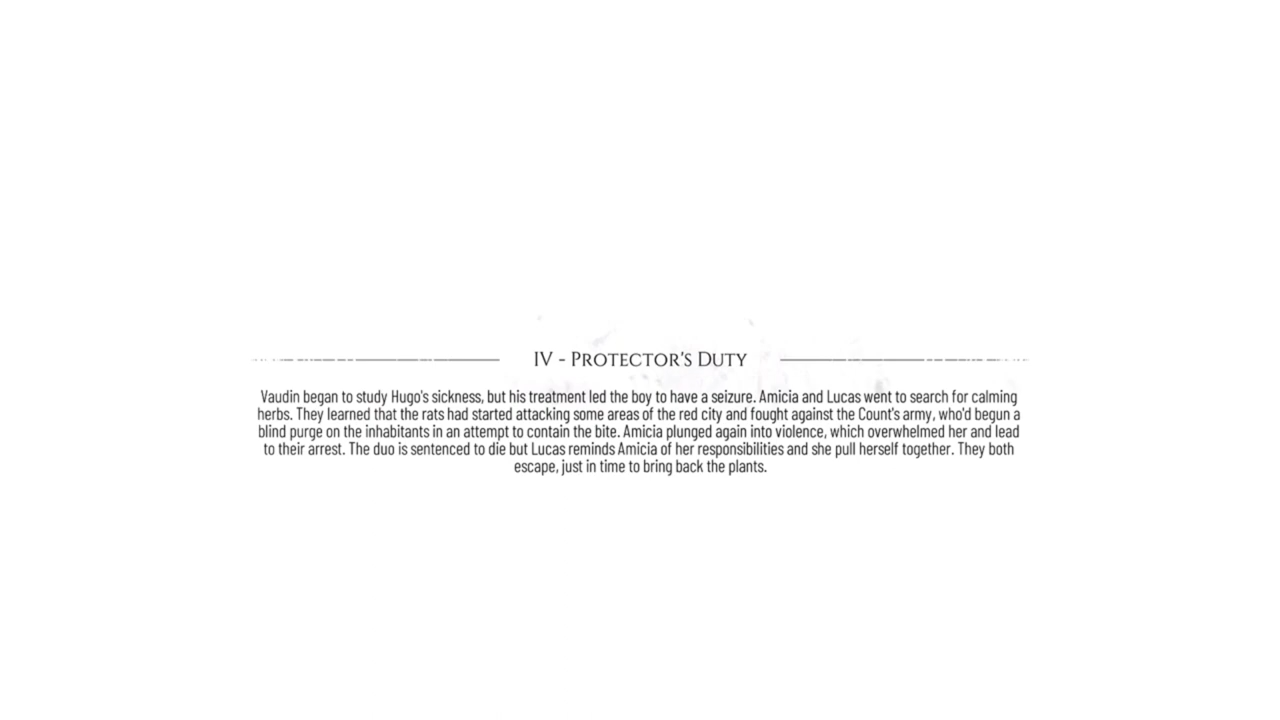 IV - Protector's Duty
Vaudin began to study Hugo's sickness, but his treatment led the boy to have a seizure. Amicia and Lucas went to search for calming
herbs. They learned that the rats had started attacking some areas of the red city and fought against the Count's army, who'd begun a
blind purge on the inhabitants in an attempt to contain the bite. Amicia plunged again into violence, which overwhelmed her and lead
to their arrest. The duo is sentenced to die but Lucas reminds Amicia of her responsibilities and she pull herself together. They both
escape, just in time to bring back the plants.